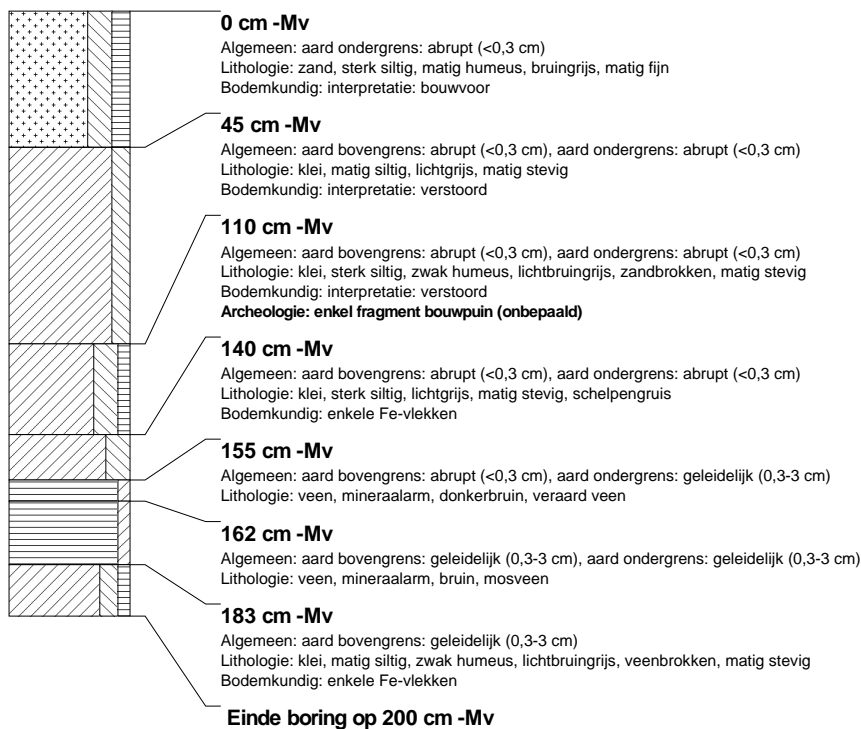 0 cm -Mv
Algemeen: aard ondergrens: abrupt (<0,3 cm)
Lithologie: zand, sterk siltig, matig humeus, bruingrijs, matig fijn
Bodemkundig: interpretatie: bouwvoor
45 cm -Mv
Algemeen: aard bovengrens: abrupt (<0,3 cm), aard ondergrens: abrupt (<0,3 cm)
Lithologie: klei, matig siltig, lichtgrijs, matig stevig
Bodemkundig: interpretatie: verstoord
110 cm -Mv
Algemeen: aard bovengrens: abrupt (<0,3 cm), aard ondergrens: abrupt (<0,3 cm)
Lithologie: klei, sterk siltig, zwak humeus, lichtbruingrijs, zandbrokken, matig stevig
Bodemkundig: interpretatie: verstoord
Archeologie: enkel fragment bouwpuin (onbepaald)
140 cm -Mv
Algemeen: aard bovengrens: abrupt (<0,3 cm), aard ondergrens: abrupt (<0,3 cm)
Lithologie: klei, sterk siltig, lichtgrijs, matig stevig, schelpengruis
Bodemkundig: enkele Fe-vlekken
155 cm -Mv
Algemeen: aard bovengrens: abrupt (<0,3 cm), aard ondergrens: geleidelijk (0,3-3 cm)
Lithologie: veen, mineraalarm, donkerbruin, veraard veen
162 cm -Mv
Algemeen: aard bovengrens: geleidelijk (0,3-3 cm), aard ondergrens: geleidelijk (0,3-3 cm)
Lithologie: veen, mineraalarm, bruin, mosveen
183 cm -Mv
Algemeen: aard bovengrens: geleidelijk (0,3-3 cm)
Lithologie: klei, matig siltig, zwak humeus, lichtbruingrijs, veenbrokken, matig stevig
Bodemkundig: enkele Fe-vlekken
Einde boring op 200 cm -Mv